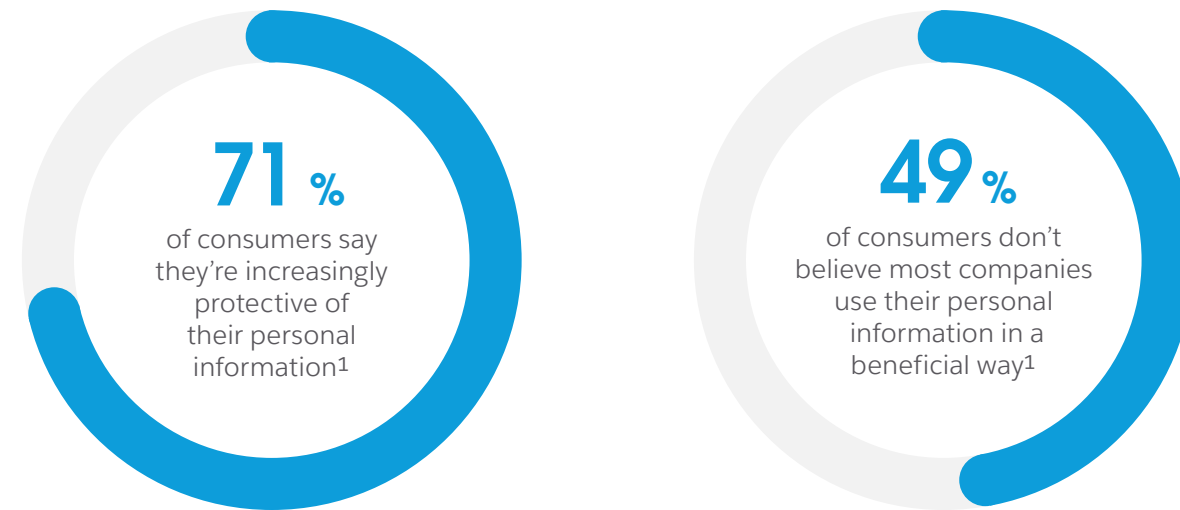 71 %
of consumers say
they’re increasingly
protective of
their personal
information1
49 %
of consumers don’t
believe most companies
use their personal
information in a
beneficial way1